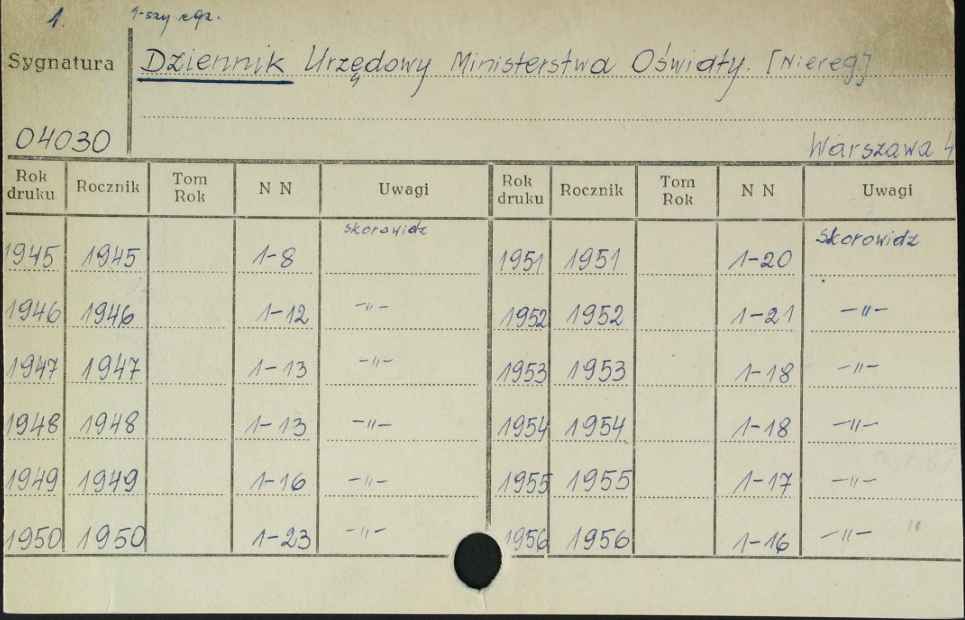 1. 1-szy egz.
Sygnatura Dziennik Urzędowy Ministerstwa Oświaty. [Niereg]
04030 Warszawa 4
Rok druku Rocznik Tom Rok N N Uwagi Rok druku Rocznik Tom Rok N N Uwagi
1945 1945 1-8 skorowidz 1951 1951 1-20 Skorowidz
1946 1946 1-12 -"- 1952 1952 1-21 -"-
1947 1947 1-13 -"- 1953 1953 1-18 -"-
1948 1948 1-13 -"- 1954 1954 1-18 -"-
1949 1949 1-16 -"- 1955 1955 1-17 -"-
1950 1950 1-23 -"- 1956 1956 1-16 -"- "